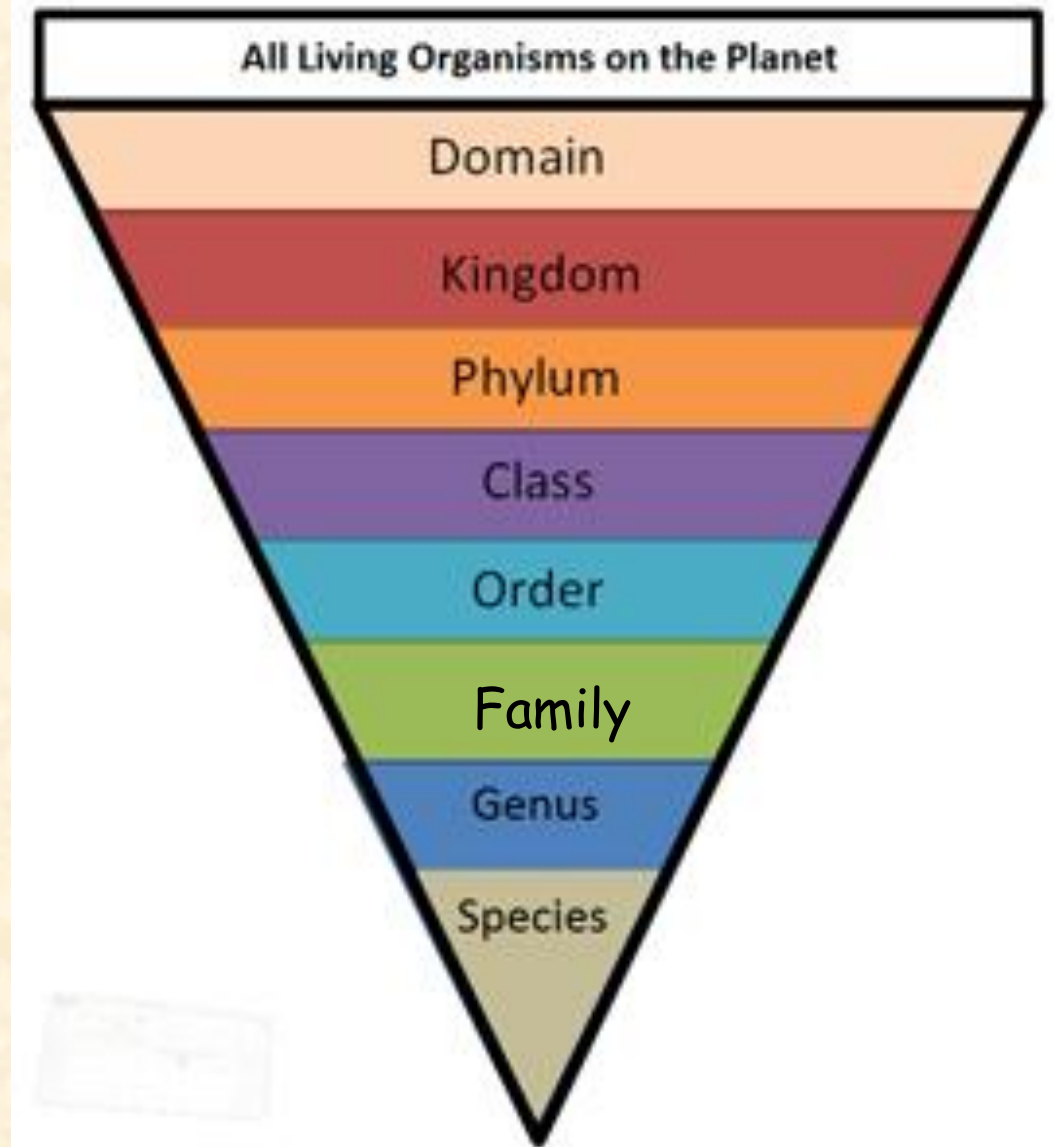 All Living Organisms on the Planet
Domain
Kingdom
Phylum
Class
Order
Family
Genus
Species